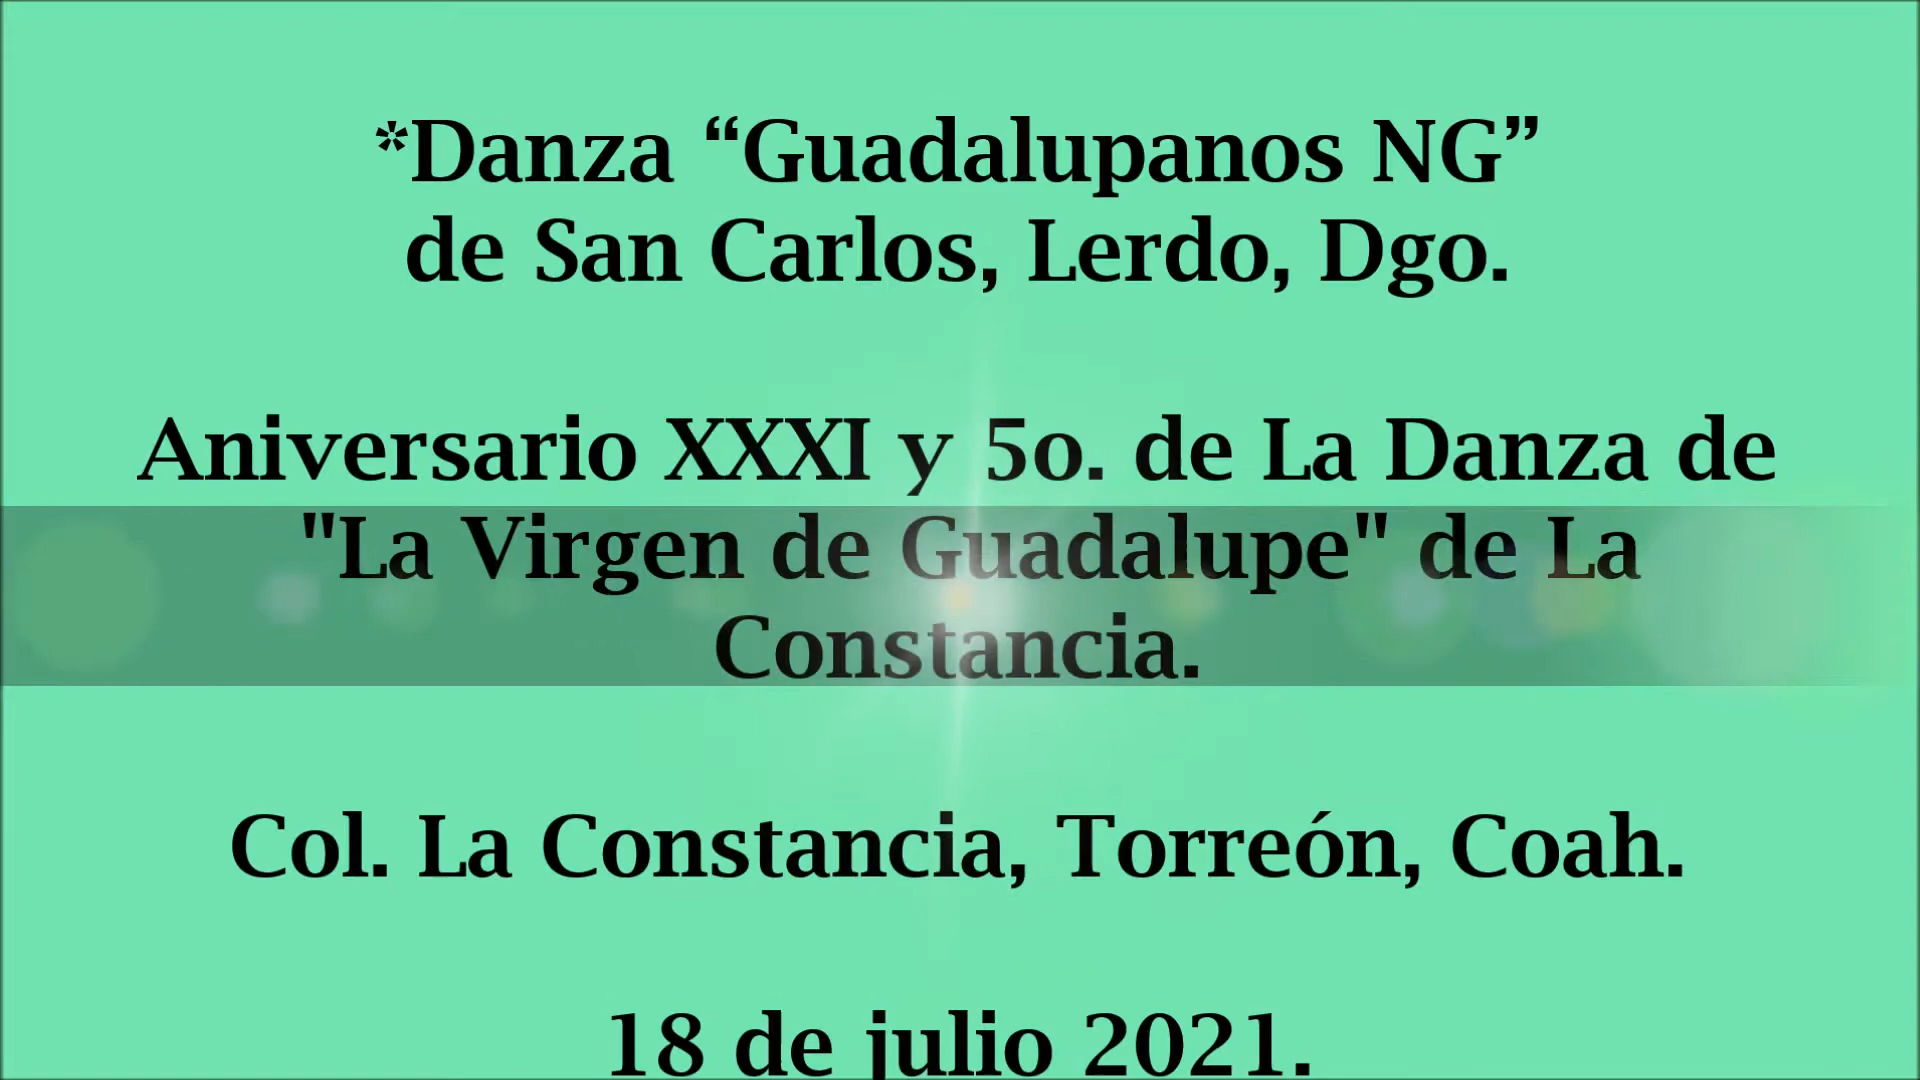 *Danza “Guadalupanos NG”
de San Carlos, Lerdo, Dgo.
Aniversario XXXI y 5o. de La Danza de
"La Virgen de Guadalupe" de La
Constancia.
Col. La Constancia, Torreón, Coah.
18 de julio 2021.